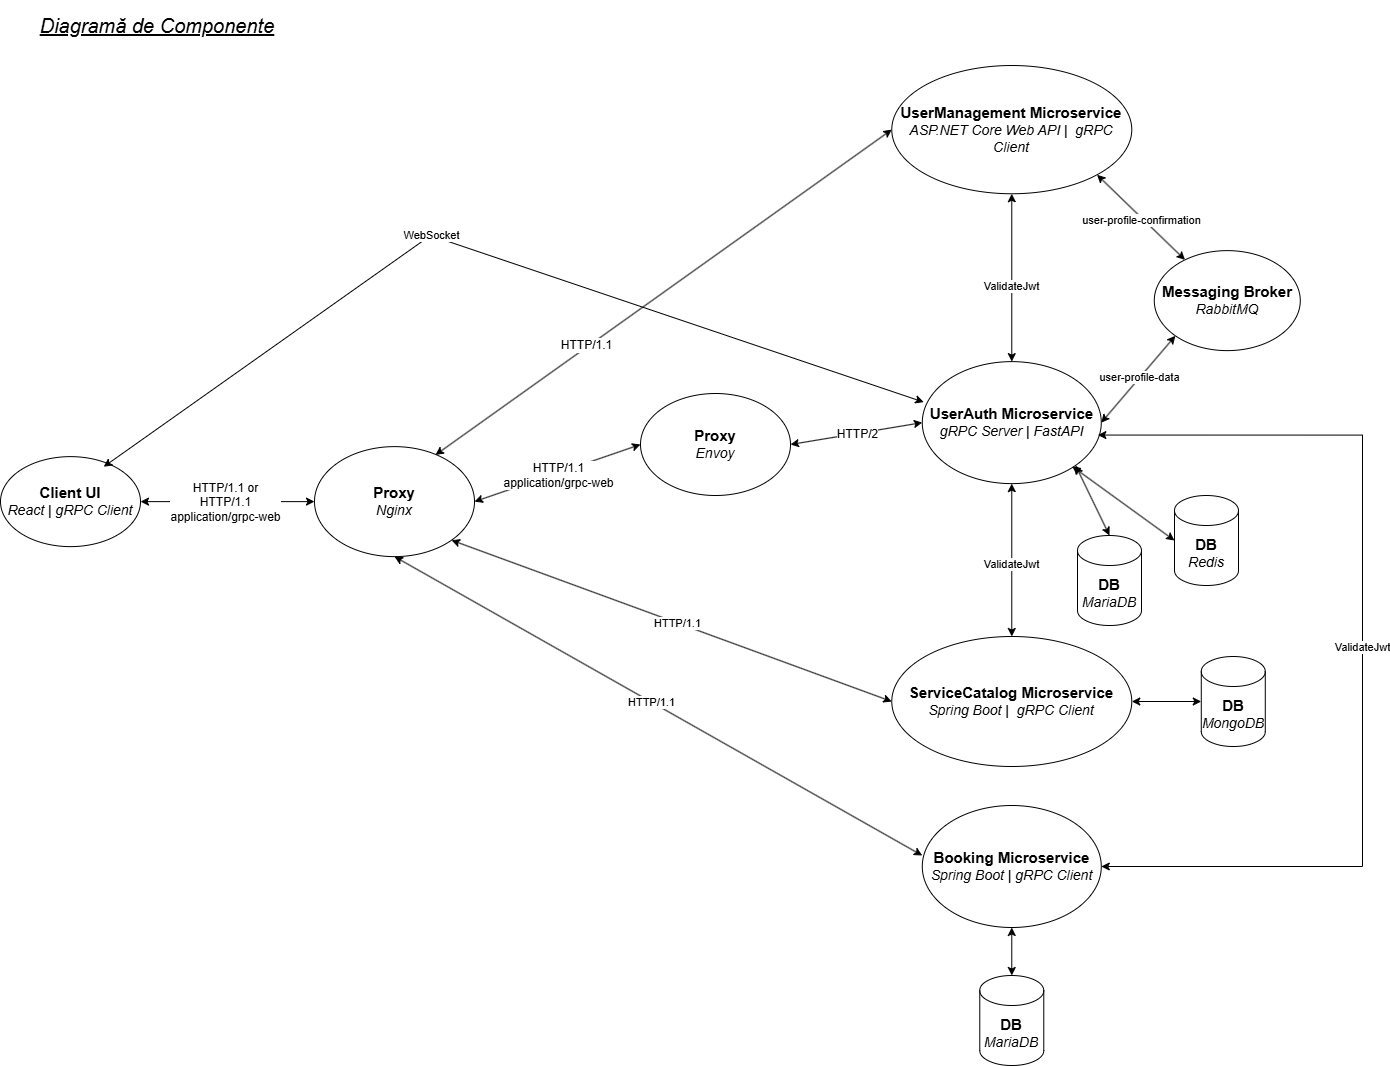 Diagramă de Componente
UserManagement Microservice
ASP.NET Core Web API | gRPC
Client
user-profile-confirmation
WebSocket
ValidateJwt
Messaging Broker
RabbitMQ
HTTP/1.1
user-profile-data
UserAuth Microservice
gRPC Server | FastAPI
Proxy
Envoy
HTTP/2
HTTP/1.1
application/grpc-web
Client UI
React | gRPC Client
HTTP/1.1 or
HTTP/1.1
application/grpc-web
Proxy
Nginx
DB
Redis
DB
MariaDB
ValidateJwt
HTTP/1.1
ValidateJwt
ServiceCatalog Microservice
Spring Boot | gRPC Client
DB
MongoDB
HTTP/1.1
Booking Microservice
Spring Boot | gRPC Client
DB
MariaDB